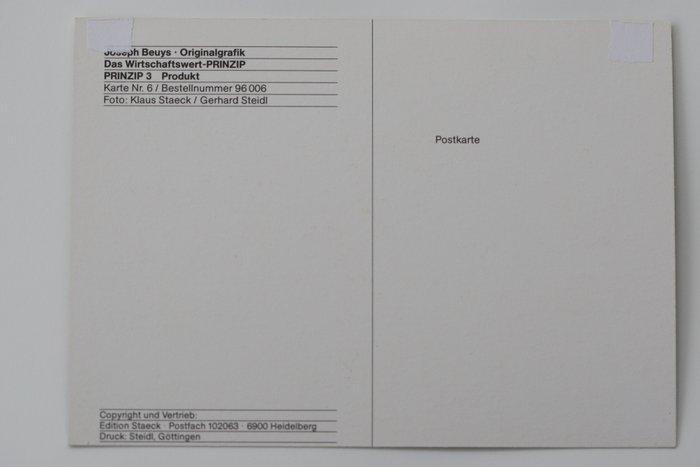 Joseph Beuys · Originalgrafik
Das Wirtschaftswert-PRINZIP
PRINZIP 3 Produkt
Karte Nr. 6 / Bestellnummer 96 006
Foto: Klaus Staeck / Gerhard Steidl
Postkarte
Copyright und Vertrieb:
Edition Staeck · Postfach 102063 · 6900 Heidelberg
Druck: Steidl, Göttingen